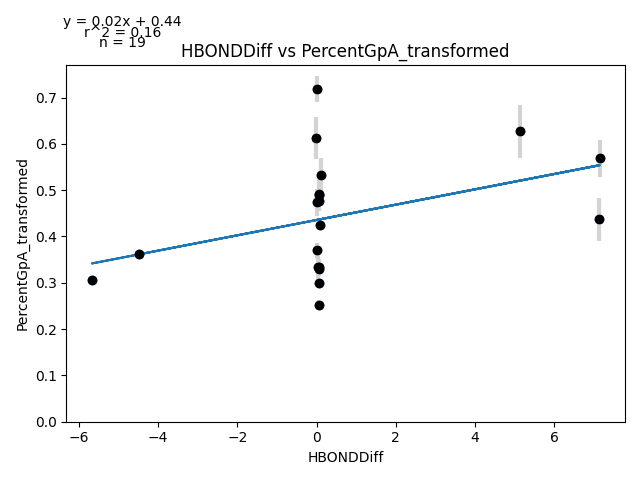 y = 0.02x + 0.44
r^2 = 0.16
n = 19
HBONDDiff vs PercentGpA_transformed
PercentGpA_transformed
0.7
0.6
0.5
0.4
0.3
0.2
0.1
0.0
−6
−4
−2
0
2
4
6
HBONDDiff